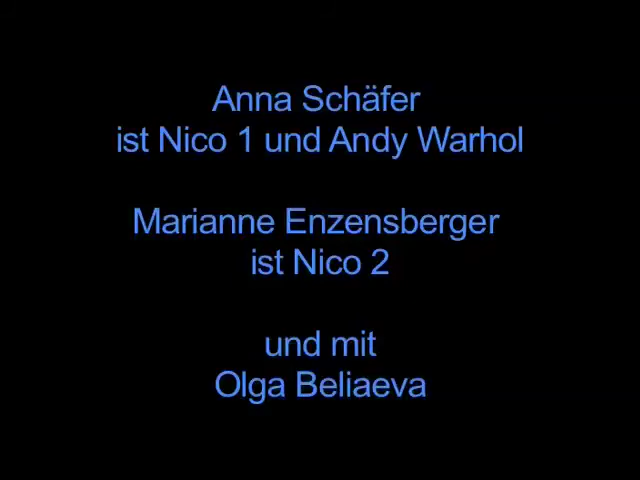 Anna Schäfer
ist Nico 1 und Andy Warhol
Marianne Enzensberger
ist Nico 2
und mit
Olga Beliaeva